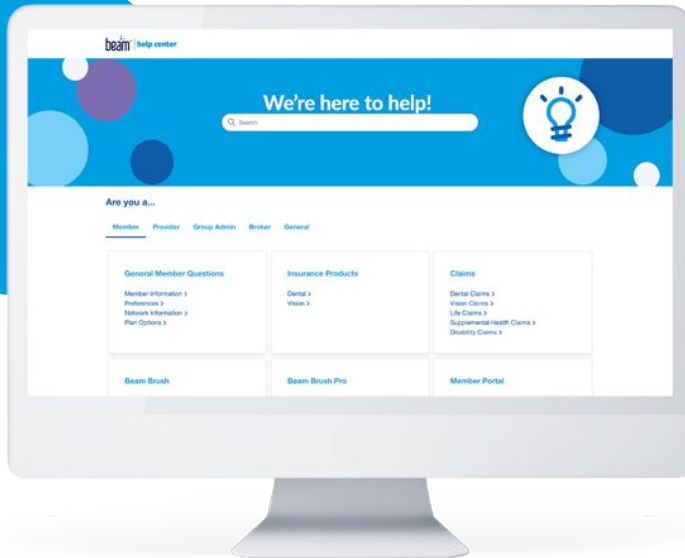 beam | help center
We're here to help!
Search
Are you a...
Member Provider Group Admin Broker General
General Member Questions
Member Information >
Preferences >
Network Information >
Plan Options >
Insurance Products
Dental >
Vision >
Claims
Dental Claims >
Vision Claims >
Life Claims >
Supplemental Health Claims >
Disability Claims >
Beam Brush
Beam Brush Pro
Member Portal